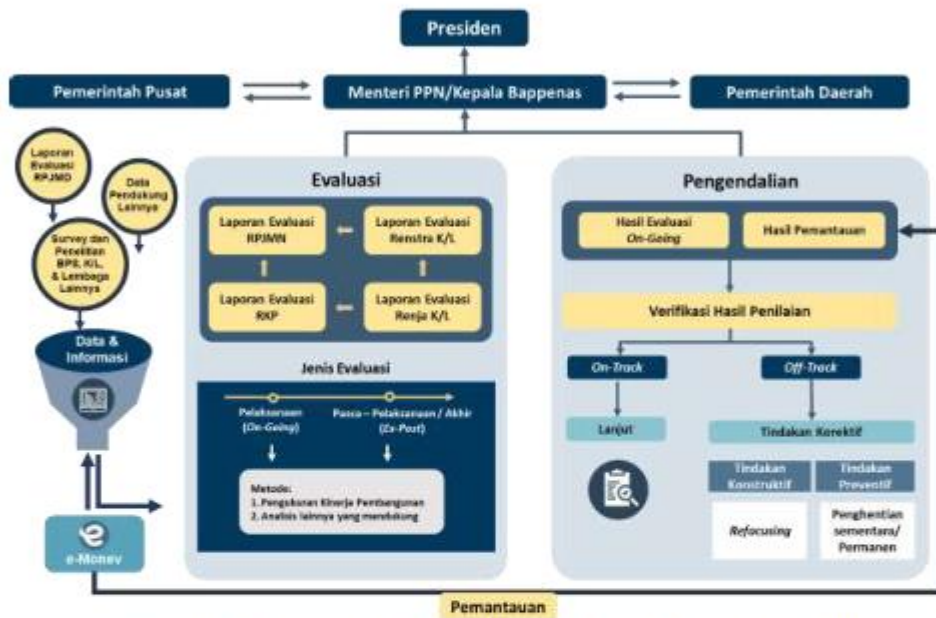 Presiden
Pemerintah Pusat
Menteri PPN/Kepala Bappenas
Pemerintah Daerah
Laporan
Evaluasi
RPJMD
Data
Pendukung
Lainnya
Survey dan
Penelitian
BPS, K/L,
& Lembaga
Lainnya
Data &
Informasi
e-Monev
Evaluasi
Laporan Evaluasi
RPJMN
Laporan Evaluasi
Renstra K/L
Laporan Evaluasi
RKP
Laporan Evaluasi
Renja K/L
Jenis Evaluasi
Pelaksanaan
(On-Going)
Pasca – Pelaksanaan / Akhir
(Ex-Post)
Metode:
1. Pengukuran Kinerja Pembangunan
2. Analisis lainnya yang mendukung
Pengendalian
Hasil Evaluasi
On-Going
Hasil Pemantauan
Verifikasi Hasil Penilaian
On-Track
Off-Track
Lanjut
Tindakan Korektif
Tindakan
Konstruktif
Tindakan
Preventif
Refocusing
Penghentian
sementara/
Permanen
Pemantauan